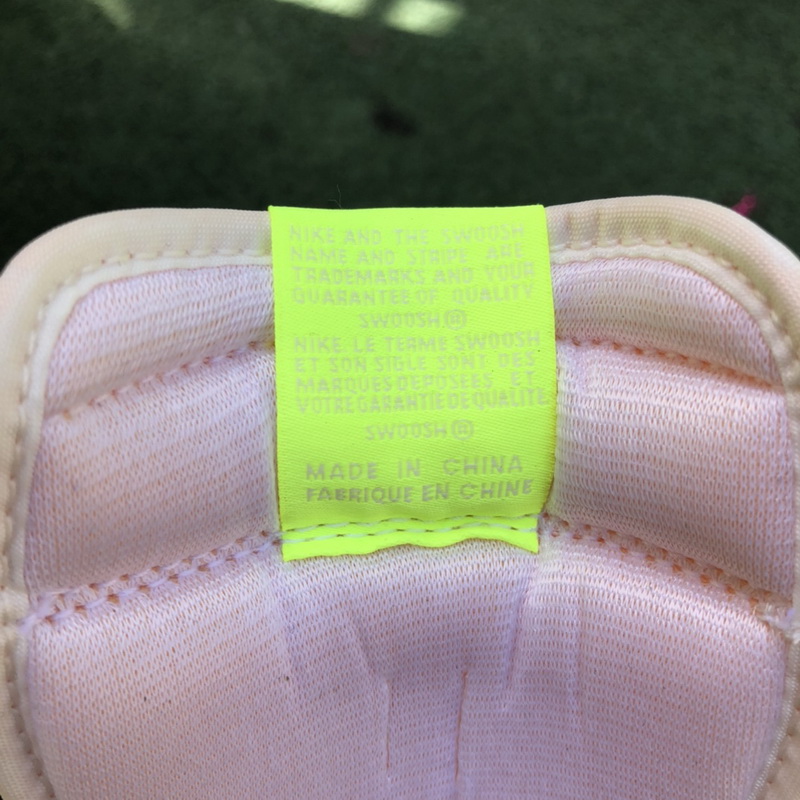 NIKE AND THE SWOOSH
NAME AND STRIPE ARE
TRADEMARKS AND YOUR
GUARANTEE OF QUALITY
SWOOSH®
NIKE LE TERME SWOOSH
ET SON SIGLE SONT DES
MARQUES DEPOSEES ET
VOTRE GARANTIE DE QUALITE
SWOOSH®
MADE IN CHINA
FABRIQUE EN CHINE